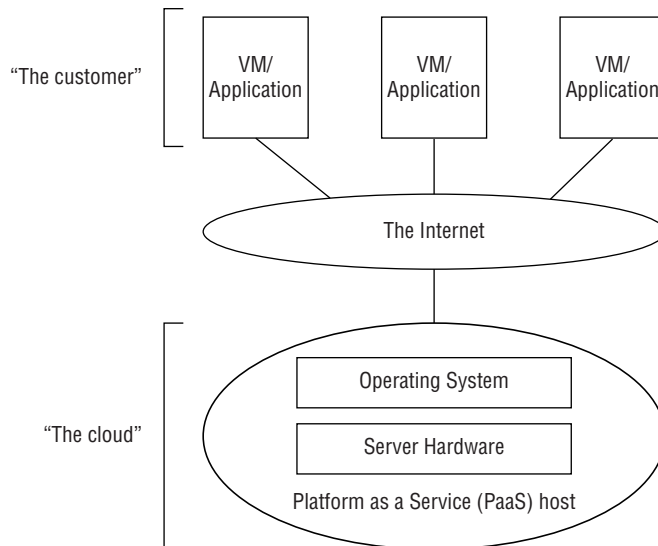 “The customer”
VM/
Application
VM/
Application
VM/
Application
The Internet
“The cloud”
Operating System
Server Hardware
Platform as a Service (PaaS) host